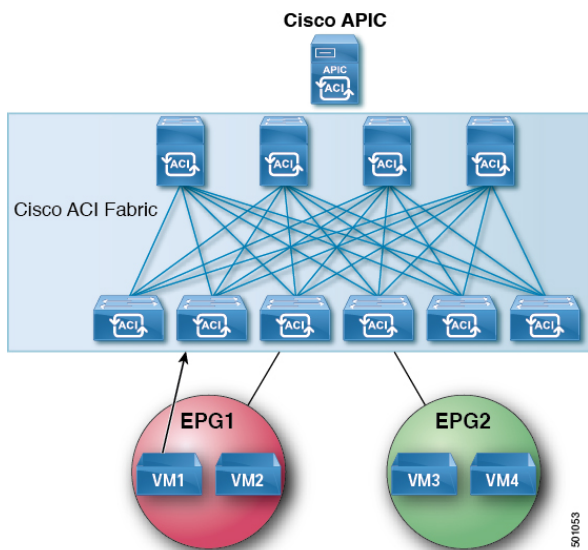 Cisco APIC
APIC
ACI
ACI
ACI
ACI
ACI
Cisco ACI Fabric
ACI
ACI
ACI
ACI
ACI
ACI
EPG1
EPG2
VM1
VM2
VM3
VM4
501053